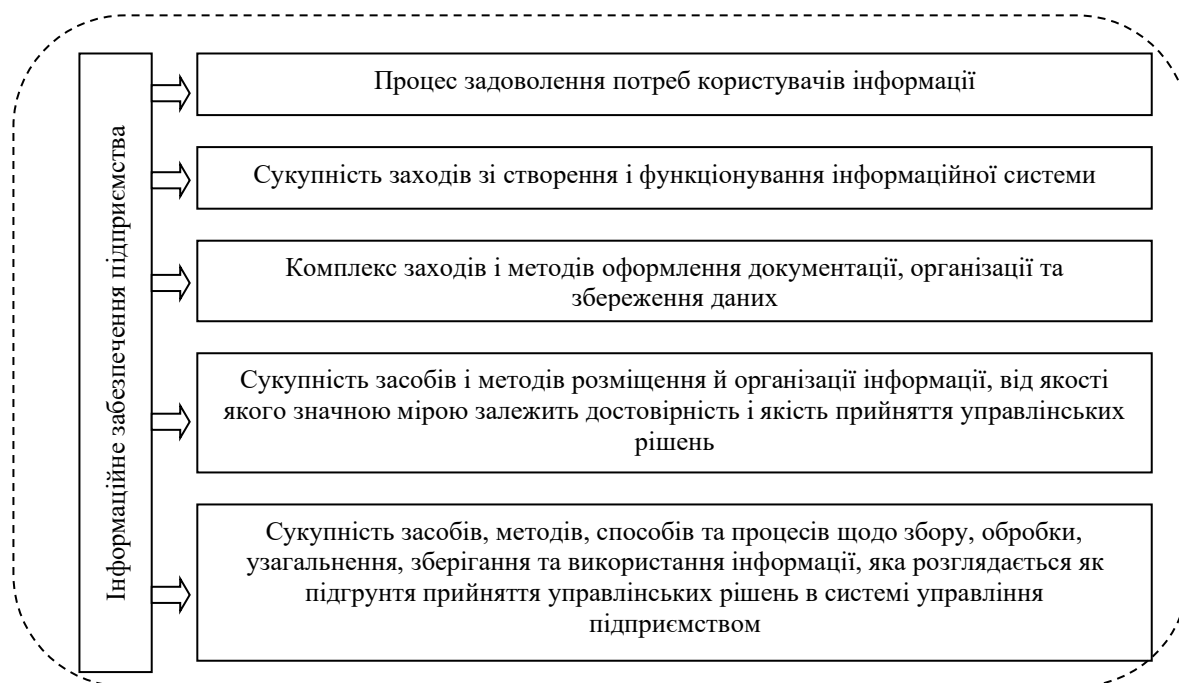 Інформаційне забезпечення підприємства
Процес задоволення потреб користувачів інформації
Сукупність заходів зі створення і функціонування інформаційної системи
Комплекс заходів і методів оформлення документації, організації та
збереження даних
Сукупність засобів і методів розміщення й організації інформації, від якості
якого значною мірою залежить достовірність і якість прийняття управлінських
рішень
Сукупність засобів, методів, способів та процесів щодо збору, обробки,
узагальнення, зберігання та використання інформації, яка розглядається як
підгрунтя прийняття управлінських рішень в системі управління
підприємством